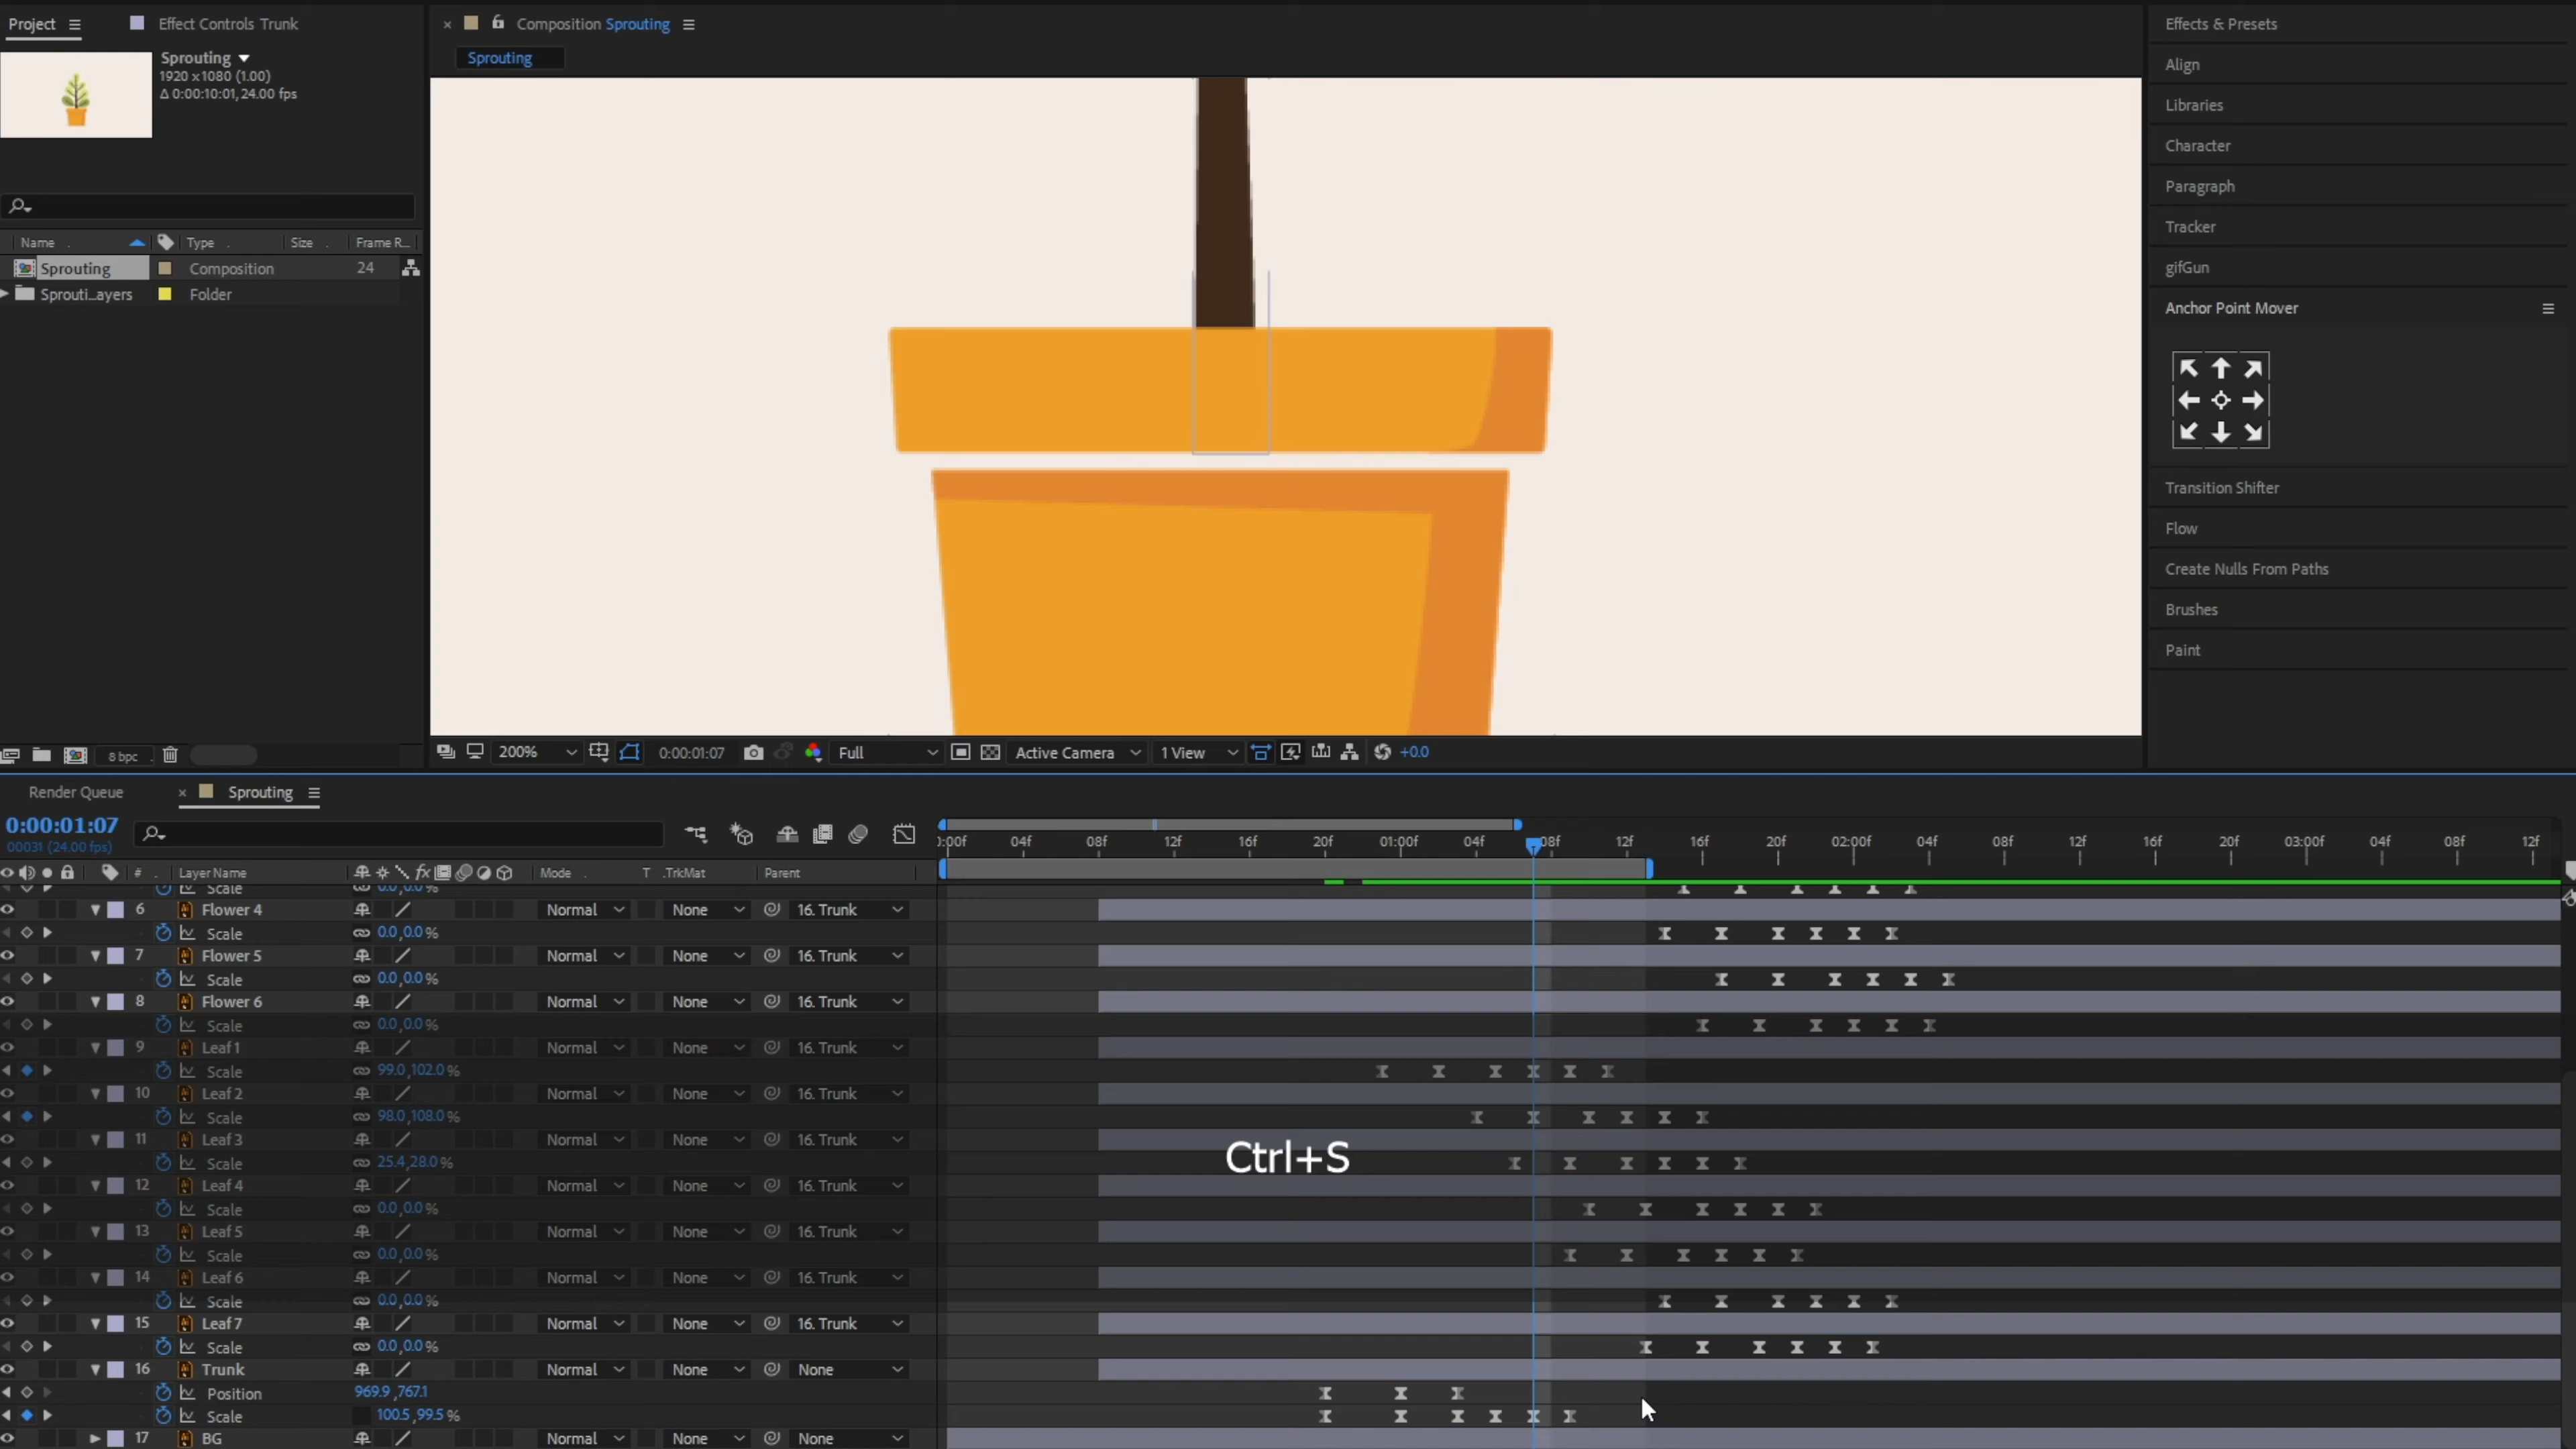 Project
Effect Controls Trunk
Composition Sprouting
Effects & Presets
Sprouting
1920 x1080 (1.00)
Δ 0:00:10:01, 24.00 fps
Sprouting
Align
Libraries
Character
Paragraph
Tracker
gifGun
Anchor Point Mover
Transition Shifter
Flow
Create Nulls From Paths
Brushes
Paint
Name
Type
Size
Frame R...
Sprouting
Composition
24
Sprouti...ayers
Folder
8 bpc
200%
0:00:01:07
Full
Active Camera
1 View
+0.0
Render Queue
Sprouting
0:00:01:07
00031 (24.00 fps)
):00f 04f 08f 12f 16f 20f 01:00f 04f 08f 12f 16f 20f 02:00f 04f 08f 12f 16f 20f 03:00f 04f 08f 12f
# Layer Name Mode T .TrkMat Parent
Scale 0.0,0.0%
6 Flower 4 Normal None 16. Trunk
Scale 0.0,0.0%
7 Flower 5 Normal None 16. Trunk
Scale 0.0,0.0%
8 Flower 6 Normal None 16. Trunk
Scale 0.0,0.0%
9 Leaf 1 Normal None 16. Trunk
Scale 99.0,102.0%
10 Leaf 2 Normal None 16. Trunk
Scale 98.0,108.0%
11 Leaf 3 Normal None 16. Trunk
Ctrl+S
Scale 25.4,28.0%
12 Leaf 4 Normal None 16. Trunk
Scale 0.0,0.0%
13 Leaf 5 Normal None 16. Trunk
Scale 0.0,0.0%
14 Leaf 6 Normal None 16. Trunk
Scale 0.0,0.0%
15 Leaf 7 Normal None 16. Trunk
Scale 0.0,0.0%
16 Trunk Normal None None
Position 969.9,767.1
Scale 100.5,99.5%
17 BG Normal None None